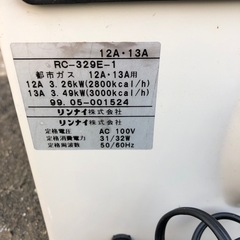 12A・13A
RC-329E-1
都市ガス 12A・13A用
12A 3.26kW(2800kcal/h)
13A 3.49kW(3000kcal/h)
99.05-001524
リンナイ株式会社
リンナイ株式会社
定格電圧 AC 100V
定格消費電力 31/32W
定格周波数 50/60Hz